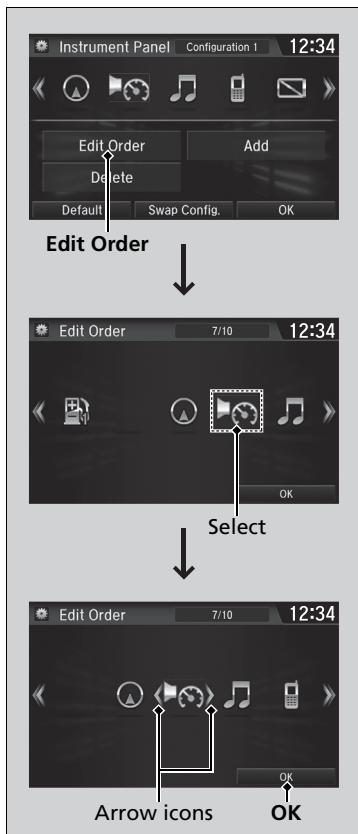 Instrument Panel Configuration 1 12:34
Edit Order Add
Delete
Default Swap Config. OK
Edit Order
Edit Order 7/10 12:34
OK
Select
Edit Order 7/10 12:34
OK
Arrow icons OK